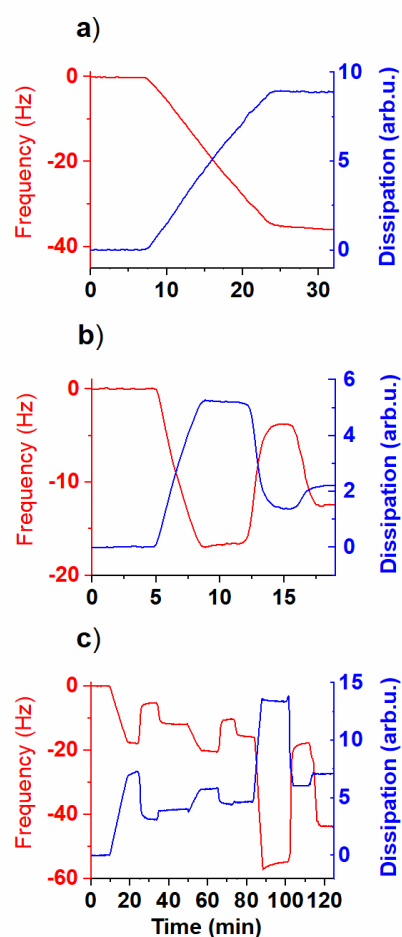 a)
0
-20
-40
Frequency (Hz)
10
5
0
Dissipation (arb.u.)
0 10 20 30
b)
0
-10
-20
Frequency (Hz)
6
4
2
0
Dissipation (arb.u.)
0 5 10 15
c)
0
-20
-40
-60
Frequency (Hz)
15
10
5
0
Dissipation (arb.u.)
0 20 40 60 80 100 120
Time (min)